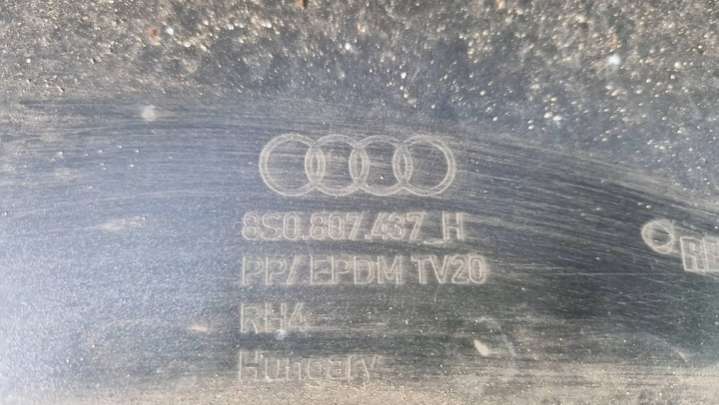 8S0.807.437_H
PP/EPDM TV20
RH4
Hungary